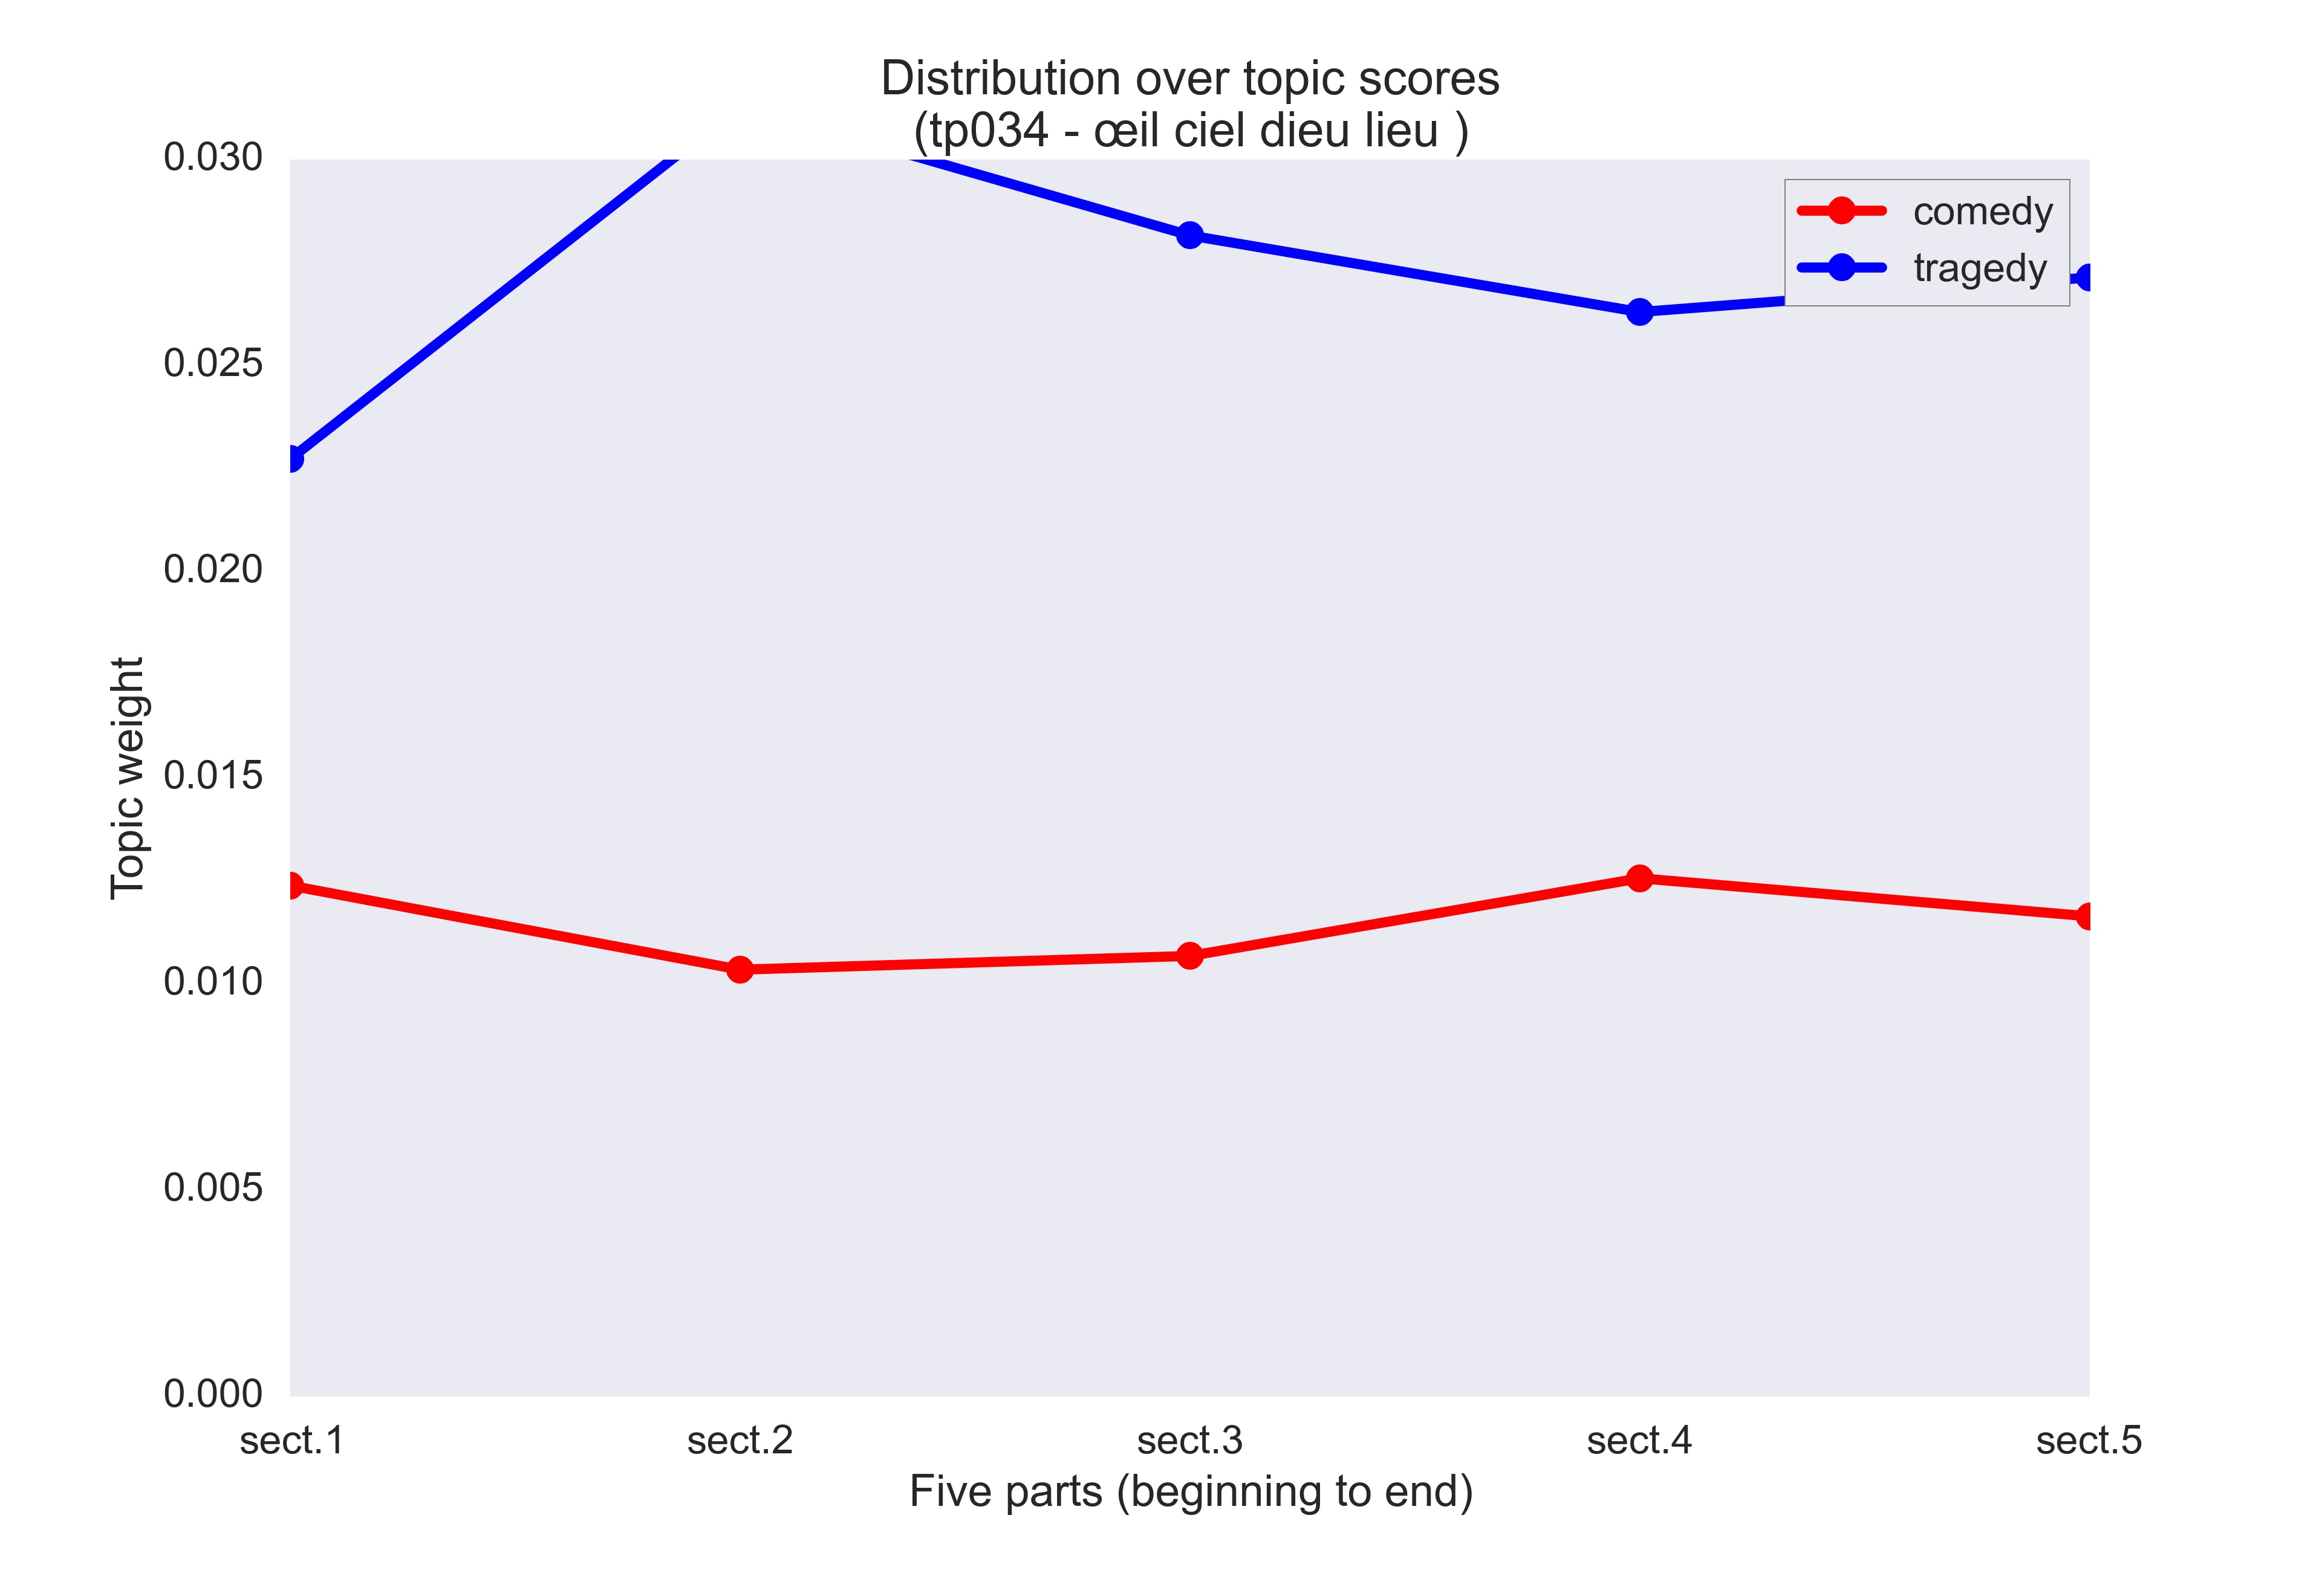 Distribution over topic scores
(tp034 - œil ciel dieu lieu )
0.030
0.025
0.020
0.015
0.010
0.005
0.000
Topic weight
comedy
tragedy
sect.1
sect.2
sect.3
sect.4
sect.5
Five parts (beginning to end)